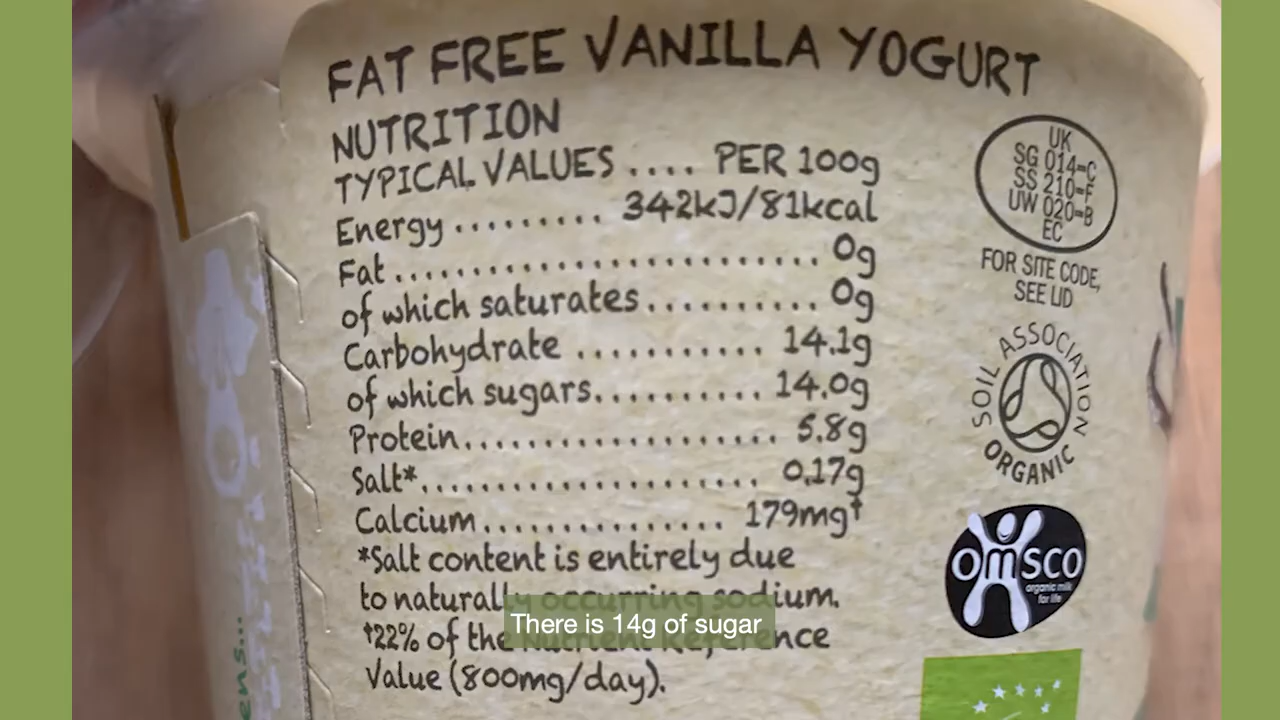 FAT FREE VANILLA YOGURT
NUTRITION
TYPICAL VALUES .... PER 100g
Energy ......... 342kJ/81kcal
Fat .......................... 0g
of which saturates.......... 0g
Carbohydrate ........... 14.1g
of which sugars.......... 14.0g
Protein................... 5.8g
Salt*..................... 0.17g
Calcium............... 179mg†
*Salt content is entirely due
to naturally occurring sodium.
†22% of the Nutrient Reference
Value (800mg/day).
There is 14g of sugar
UK
SG 014-C
SS 210-F
UW 020-B
EC
FOR SITE CODE,
SEE LID
SOIL ASSOCIATION
ORGANIC
OMSCO
organic milk
for life
ens...